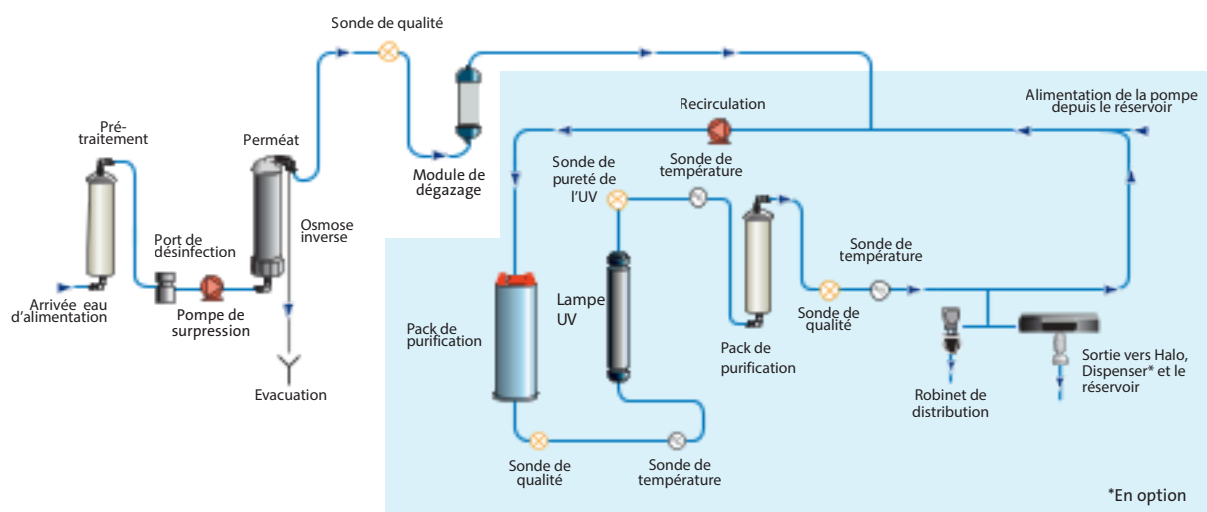 Sonde de qualité
Pré-
traitement
Perméat
Module de
dégazage
Recirculation
Alimentation de la pompe
depuis le réservoir
Sonde de
pureté de
l'UV
Sonde de
température
Port de
désinfection
Osmose
inverse
Arrivée eau
d'alimentation
Pompe de
surpression
Evacuation
Pack de
purification
Lampe
UV
Pack de
purification
Sonde de
température
Sonde de
qualité
Robinet de
distribution
Sortie vers Halo,
Dispenser* et le
réservoir
Sonde de
qualité
Sonde de
température
*En option